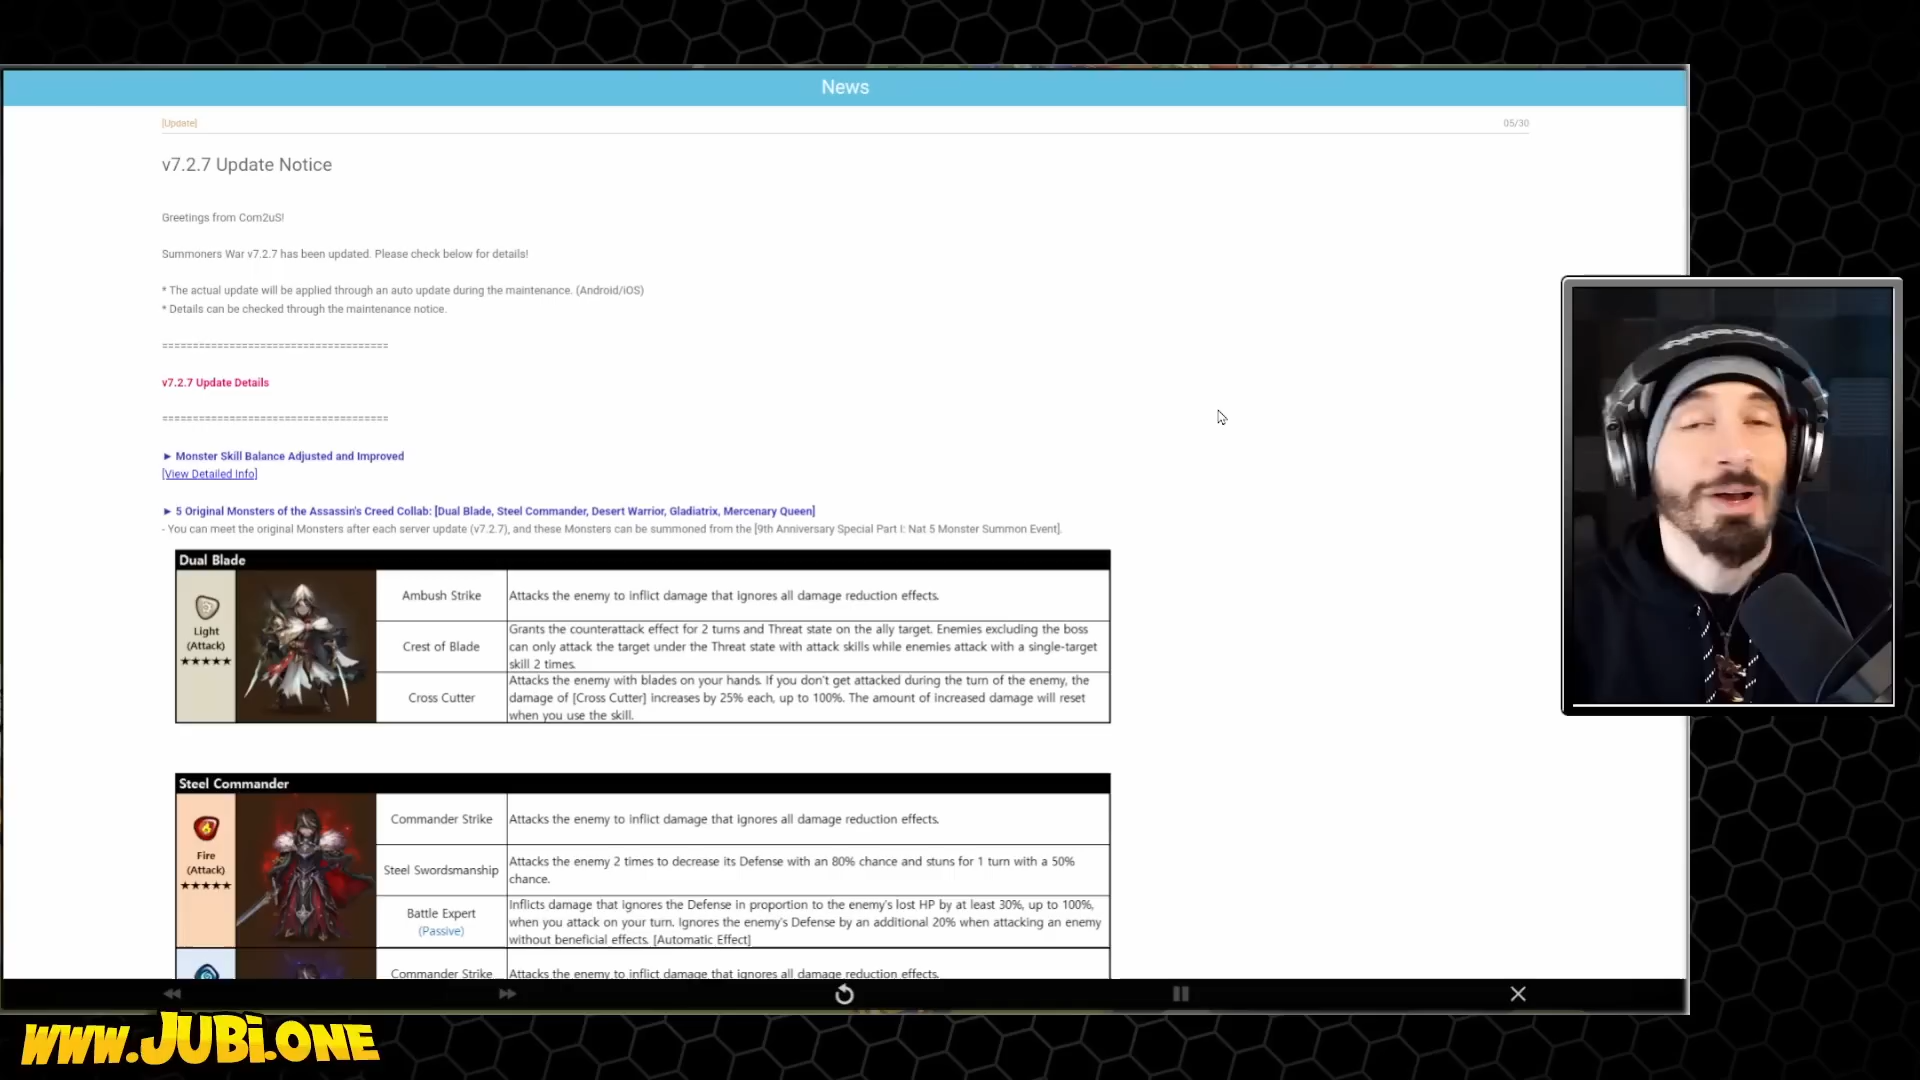 News
[Update]
05/30
v7.2.7 Update Notice
Greetings from Com2uS!
Summoners War v7.2.7 has been updated. Please check below for details!
* The actual update will be applied through an auto update during the maintenance. (Android/iOS)
* Details can be checked through the maintenance notice.
=====================================
v7.2.7 Update Details
=====================================
► Monster Skill Balance Adjusted and Improved
[View Detailed Info]
► 5 Original Monsters of the Assassin's Creed Collab: [Dual Blade, Steel Commander, Desert Warrior, Gladiatrix, Mercenary Queen]
- You can meet the original Monsters after each server update (v7.2.7), and these Monsters can be summoned from the [9th Anniversary Special Part I: Nat 5 Monster Summon Event].
Dual Blade
Light
(Attack)
★★★★★
Ambush Strike
Attacks the enemy to inflict damage that ignores all damage reduction effects.
Crest of Blade
Grants the counterattack effect for 2 turns and Threat state on the ally target. Enemies excluding the boss
can only attack the target under the Threat state with attack skills while enemies attack with a single-target
skill 2 times.
Cross Cutter
Attacks the enemy with blades on your hands. If you don't get attacked during the turn of the enemy, the
damage of [Cross Cutter] increases by 25% each, up to 100%. The amount of increased damage will reset
when you use the skill.
Steel Commander
Fire
(Attack)
★★★★★
Commander Strike
Attacks the enemy to inflict damage that ignores all damage reduction effects.
Steel Swordsmanship
Attacks the enemy 2 times to decrease its Defense with an 80% chance and stuns for 1 turn with a 50%
chance.
Battle Expert
(Passive)
Inflicts damage that ignores the Defense in proportion to the enemy's lost HP by at least 30%, up to 100%,
when you attack on your turn. Ignores the enemy's Defense by an additional 20% when attacking an enemy
without beneficial effects. [Automatic Effect]
Commander Strike
Attacks the enemy to inflict damage that ignores all damage reduction effects.
WWW.JUBi.ONE